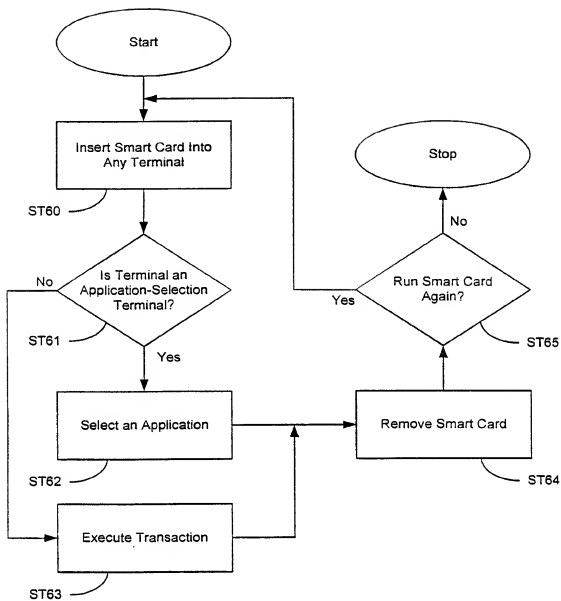 Start
Insert Smart Card Into
Any Terminal
ST60
Is Terminal an
Application-Selection
Terminal?
No
ST61
Yes
Select an Application
ST62
Execute Transaction
ST63
Stop
No
Run Smart Card
Again?
Yes
ST65
Remove Smart Card
ST64